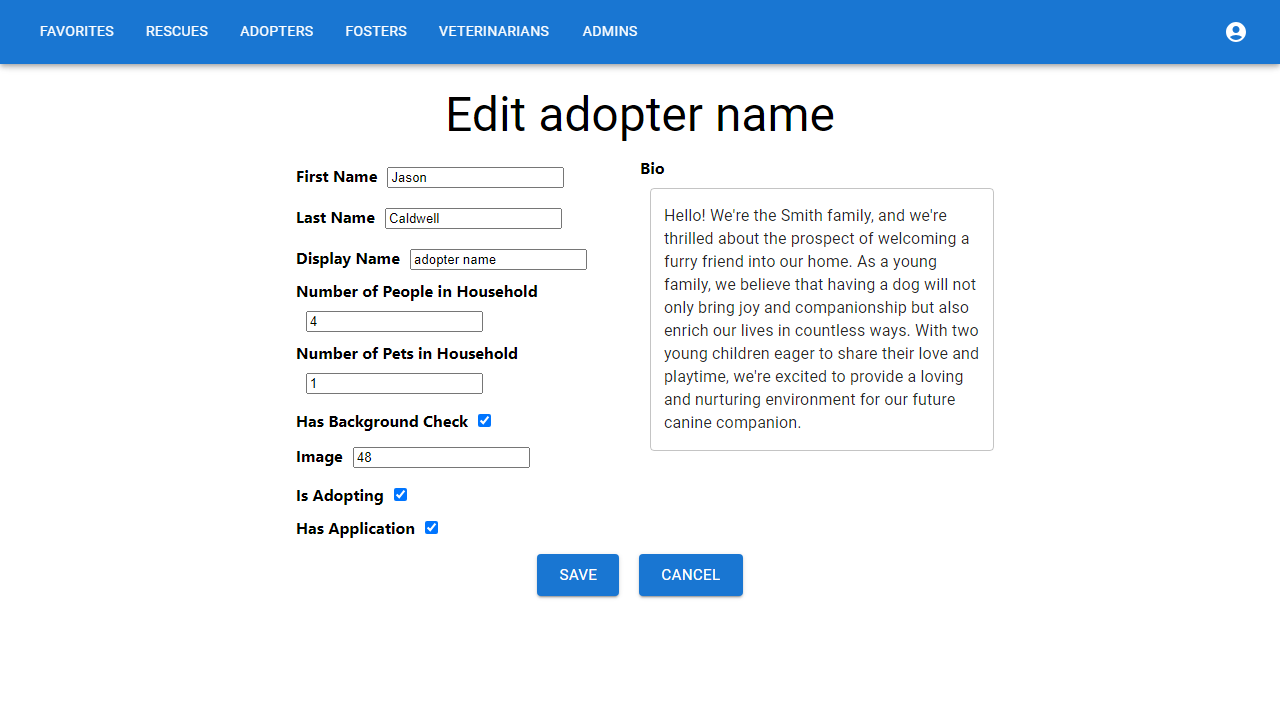 FAVORITES RESCUES ADOPTERS FOSTERS VETERINARIANS ADMINS
Edit adopter name
First Name Jason
Last Name Caldwell
Display Name adopter name
Number of People in Household
4
Number of Pets in Household
1
Has Background Check
Image 48
Is Adopting
Has Application
Bio
Hello! We're the Smith family, and we're
thrilled about the prospect of welcoming a
furry friend into our home. As a young
family, we believe that having a dog will not
only bring joy and companionship but also
enrich our lives in countless ways. With two
young children eager to share their love and
playtime, we're excited to provide a loving
and nurturing environment for our future
canine companion.
SAVE CANCEL